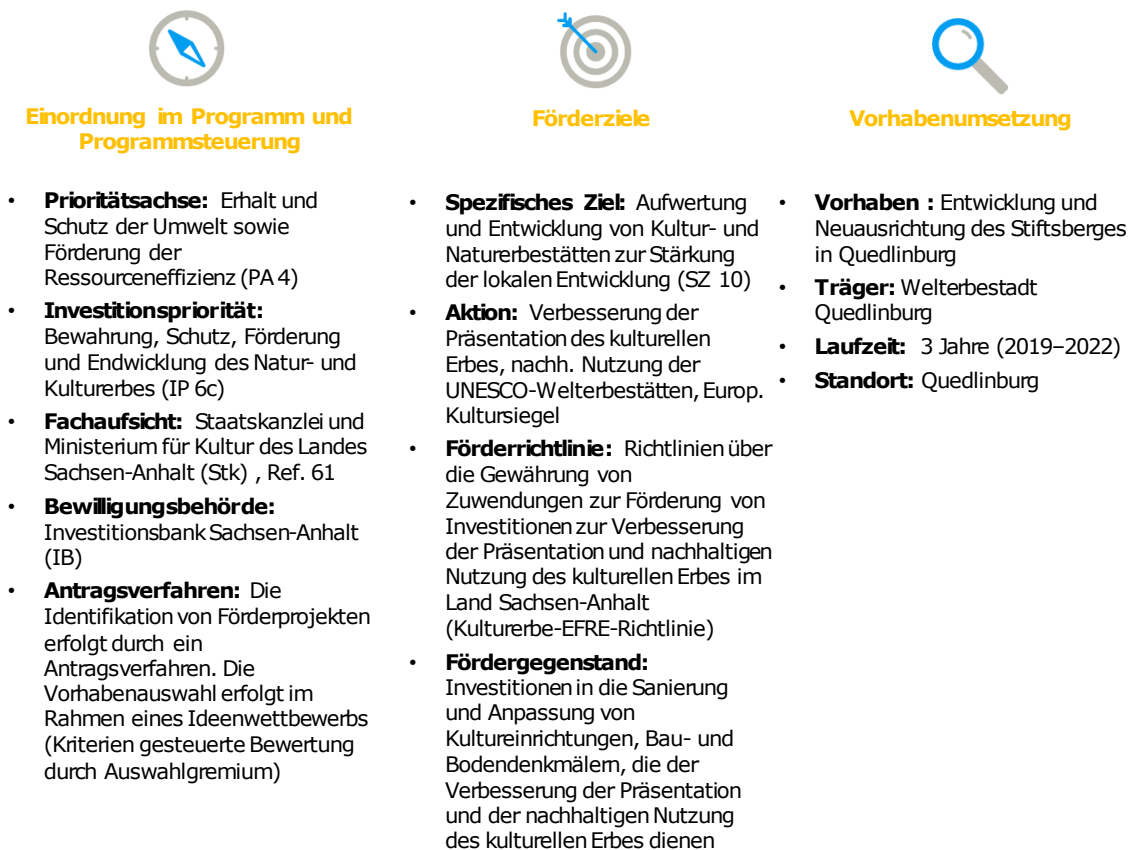 Einordnung im Programm und
Programmsteuerung
• Prioritätsachse: Erhalt und
Schutz der Umwelt sowie
Förderung der
Ressourceneffizienz (PA 4)
• Investitionspriorität:
Bewahrung, Schutz, Förderung
und Endwicklung des Natur- und
Kulturerbes (IP 6c)
• Fachaufsicht: Staatskanzlei und
Ministerium für Kultur des Landes
Sachsen-Anhalt (Stk) , Ref. 61
• Bewilligungsbehörde:
Investitionsbank Sachsen-Anhalt
(IB)
• Antragsverfahren: Die
Identifikation von Förderprojekten
erfolgt durch ein
Antragsverfahren. Die
Vorhabenauswahl erfolgt im
Rahmen eines Ideenwettbewerbs
(Kriterien gesteuerte Bewertung
durch Auswahlgremium)
Förderziele
• Spezifisches Ziel: Aufwertung
und Entwicklung von Kultur- und
Naturerbestätten zur Stärkung
der lokalen Entwicklung (SZ 10)
• Aktion: Verbesserung der
Präsentation des kulturellen
Erbes, nachh. Nutzung der
UNESCO-Welterbestätten, Europ.
Kultursiegel
• Förderrichtlinie: Richtlinien über
die Gewährung von
Zuwendungen zur Förderung von
Investitionen zur Verbesserung
der Präsentation und nachhaltigen
Nutzung des kulturellen Erbes im
Land Sachsen-Anhalt
(Kulturerbe-EFRE-Richtlinie)
• Fördergegenstand:
Investitionen in die Sanierung
und Anpassung von
Kultureinrichtungen, Bau- und
Bodendenkmälern, die der
Verbesserung der Präsentation
und der nachhaltigen Nutzung
des kulturellen Erbes dienen
Vorhabenumsetzung
• Vorhaben : Entwicklung und
Neuausrichtung des Stiftsberges
in Quedlinburg
• Träger: Welterbestadt
Quedlinburg
• Laufzeit: 3 Jahre (2019–2022)
• Standort: Quedlinburg